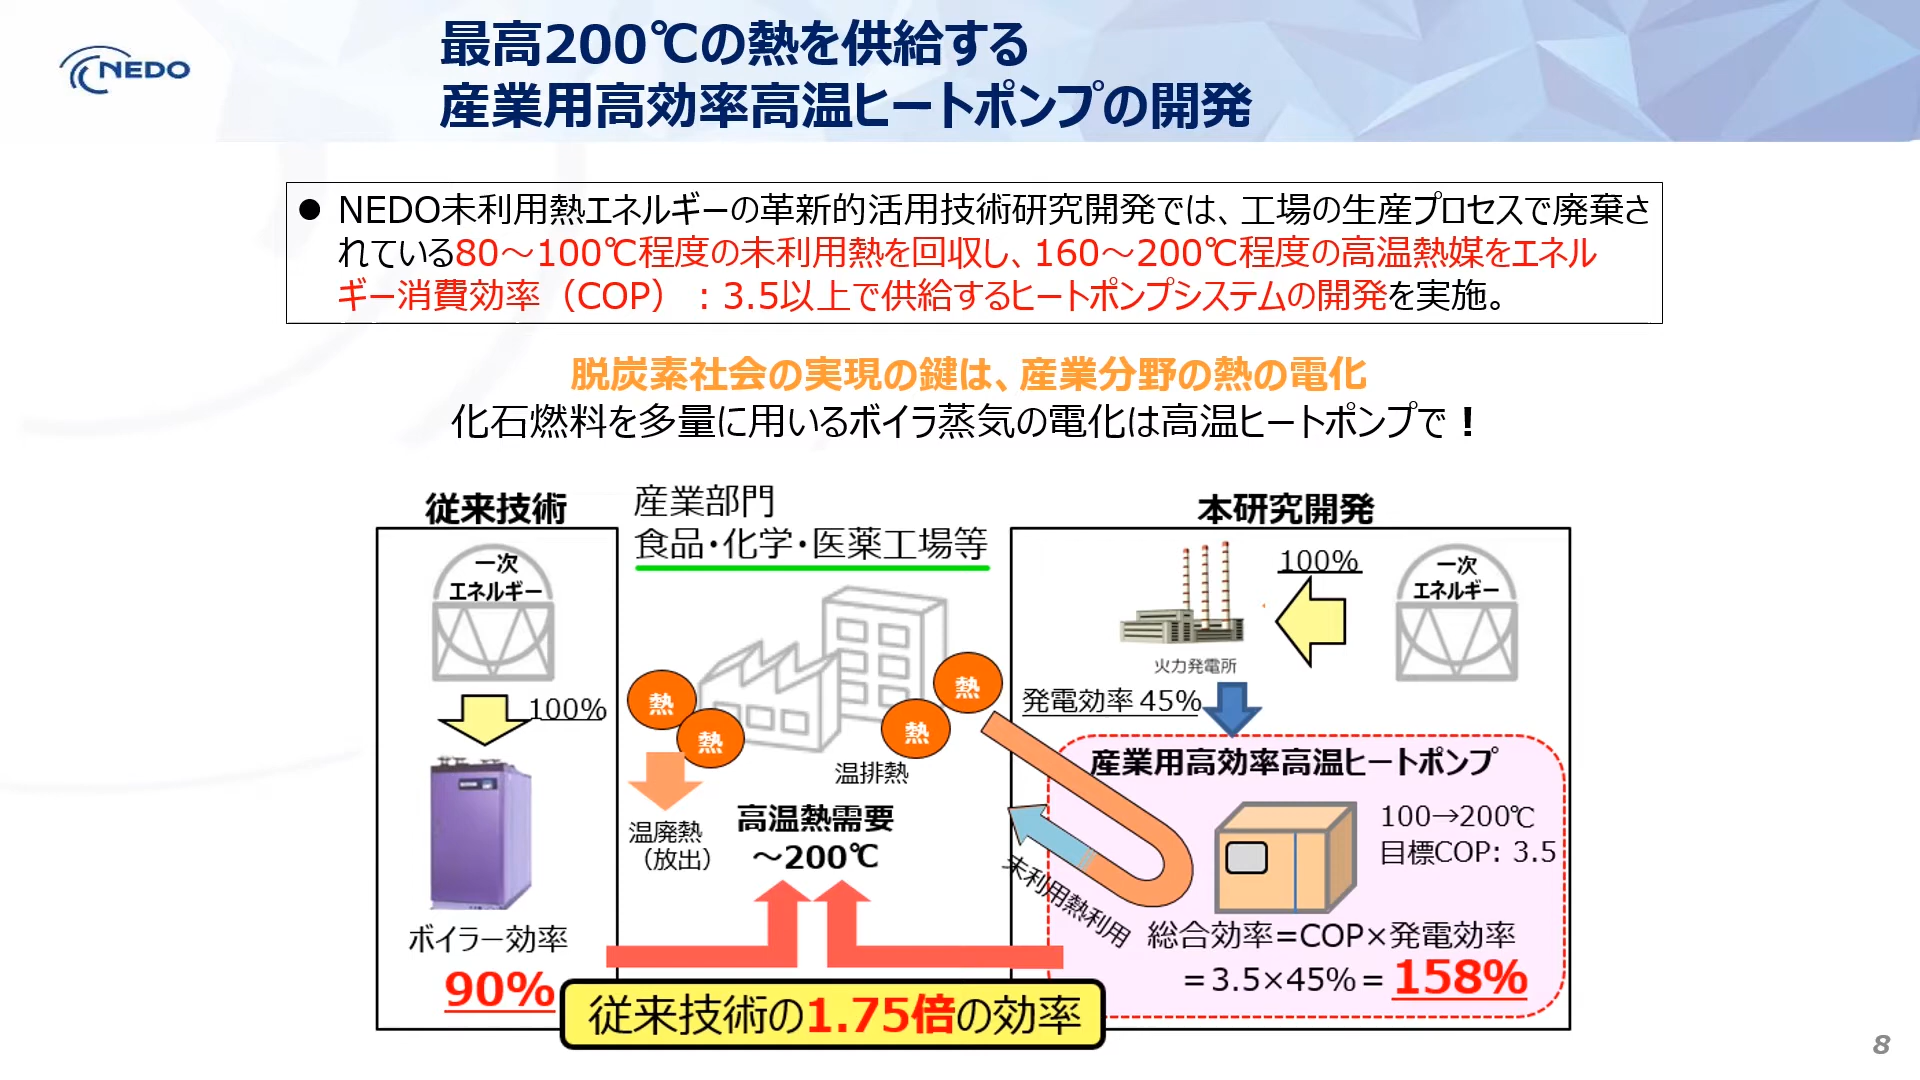 NEDO
最高200℃の熱を供給する
産業用高効率高温ヒートポンプの開発
● NEDO未利用熱エネルギーの革新的活用技術研究開発では、工場の生産プロセスで廃棄さ
れている80～100℃程度の未利用熱を回収し、160～200℃程度の高温熱媒をエネル
ギー消費効率（COP）：3.5以上で供給するヒートポンプシステムの開発を実施。
脱炭素社会の実現の鍵は、産業分野の熱の電化
化石燃料を多量に用いるボイラ蒸気の電化は高温ヒートポンプで！
従来技術
一次
エネルギー
100%
ボイラー効率
90%
産業部門
食品・化学・医薬工場等
熱
熱
熱
熱
温排熱
温廃熱
（放出）
高温熱需要
～200℃
本研究開発
100%
一次
エネルギー
火力発電所
発電効率 45%
産業用高効率高温ヒートポンプ
100→200℃
目標COP: 3.5
未利用熱利用
総合効率=COP×発電効率
＝3.5×45%＝158%
従来技術の1.75倍の効率
8